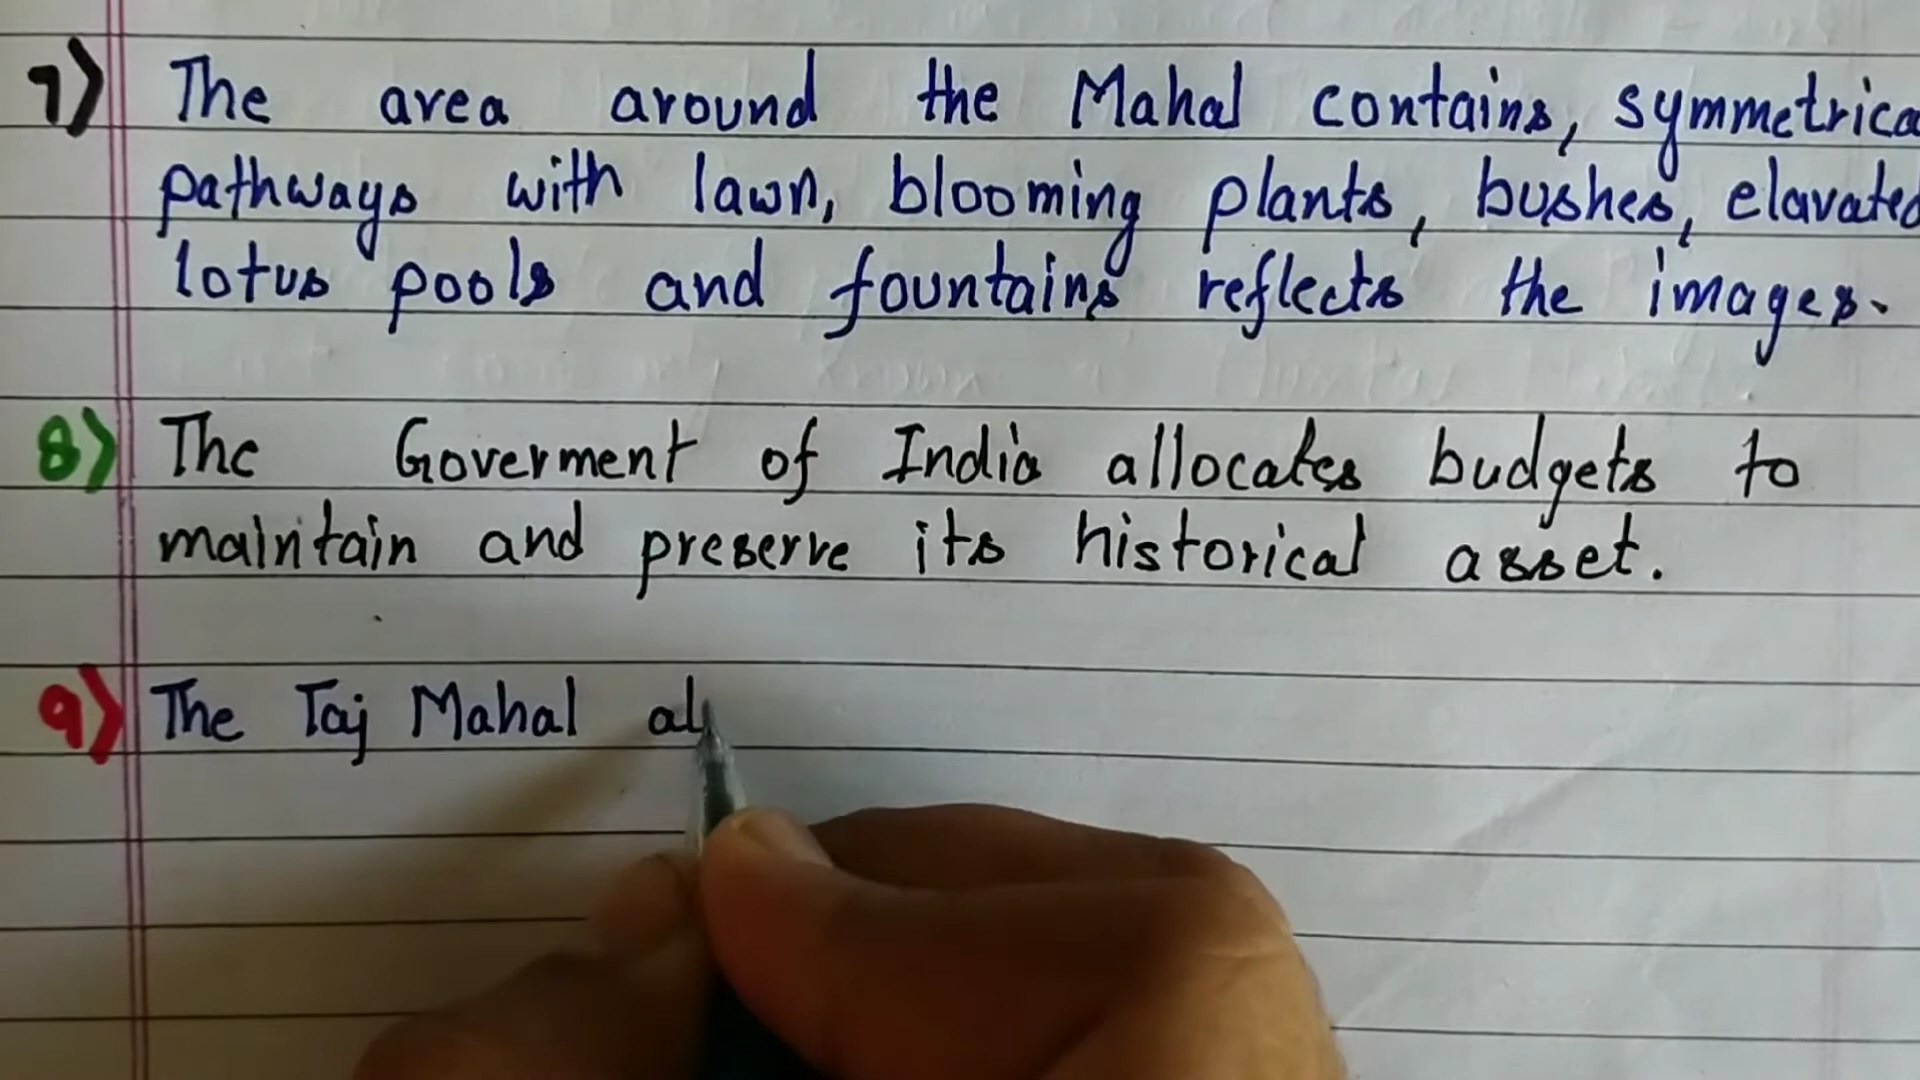 7) The area around the Mahal contains, symmetrica
pathways with lawn, blooming plants, bushes, elavated
lotus pools and fountains reflects the images.
8) The Goverment of India allocates budgets to
maintain and preserve its historical asset.
9) The Taj Mahal al